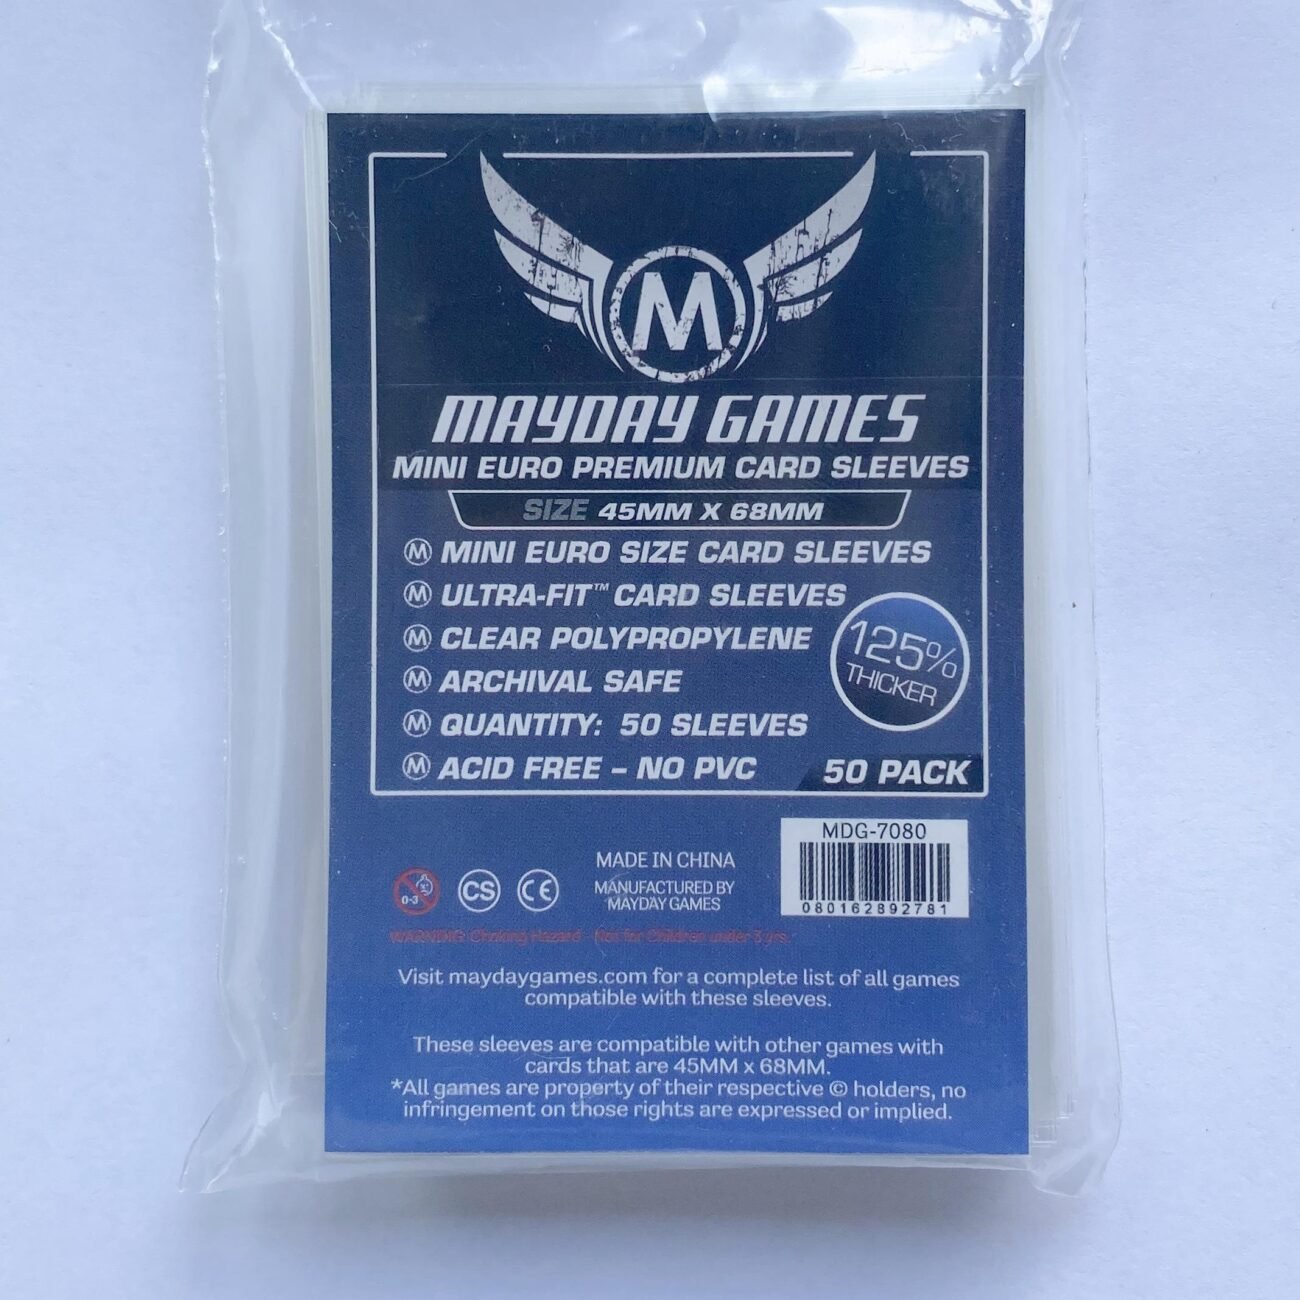 M
MAYDAY GAMES
MINI EURO PREMIUM CARD SLEEVES
SIZE 45MM X 68MM
M MINI EURO SIZE CARD SLEEVES
M ULTRA-FIT™ CARD SLEEVES
M CLEAR POLYPROPYLENE
M ARCHIVAL SAFE
M QUANTITY: 50 SLEEVES
M ACID FREE – NO PVC
125%
THICKER
50 PACK
MDG-7080
080162892781
0-3
CS
CE
MADE IN CHINA
MANUFACTURED BY
MAYDAY GAMES
WARNING: Choking Hazard - Not for Children under 3 yrs.
Visit maydaygames.com for a complete list of all games
compatible with these sleeves.
These sleeves are compatible with other games with
cards that are 45MM x 68MM.
*All games are property of their respective © holders, no
infringement on those rights are expressed or implied.